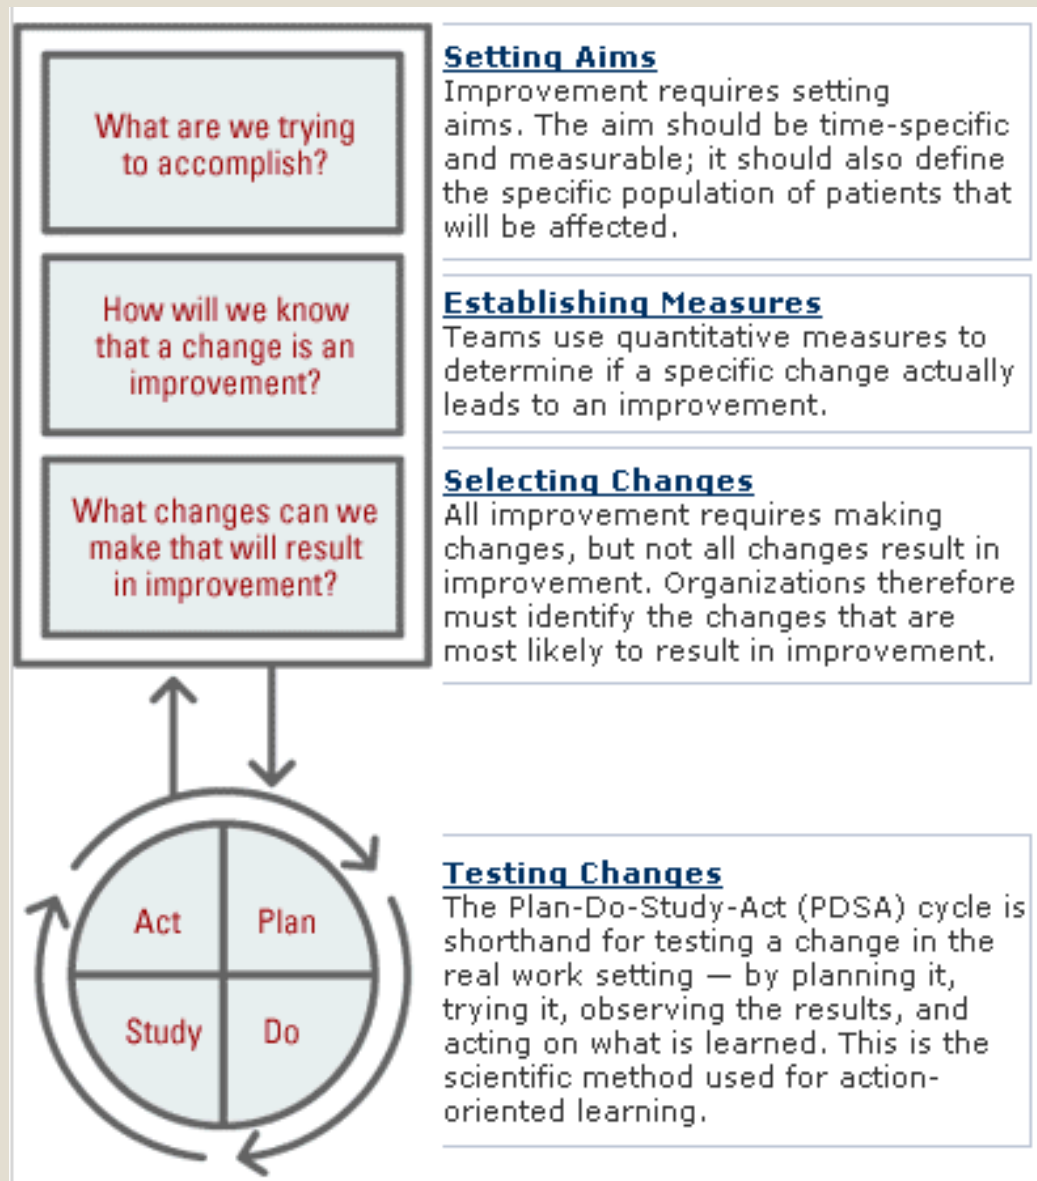 What are we trying
to accomplish?
Setting Aims
Improvement requires setting
aims. The aim should be time-specific
and measurable; it should also define
the specific population of patients that
will be affected.
How will we know
that a change is an
improvement?
Establishing Measures
Teams use quantitative measures to
determine if a specific change actually
leads to an improvement.
What changes can we
make that will result
in improvement?
Selecting Changes
All improvement requires making
changes, but not all changes result in
improvement. Organizations therefore
must identify the changes that are
most likely to result in improvement.
Act
Plan
Study
Do
Testing Changes
The Plan-Do-Study-Act (PDSA) cycle is
shorthand for testing a change in the
real work setting — by planning it,
trying it, observing the results, and
acting on what is learned. This is the
scientific method used for action-
oriented learning.